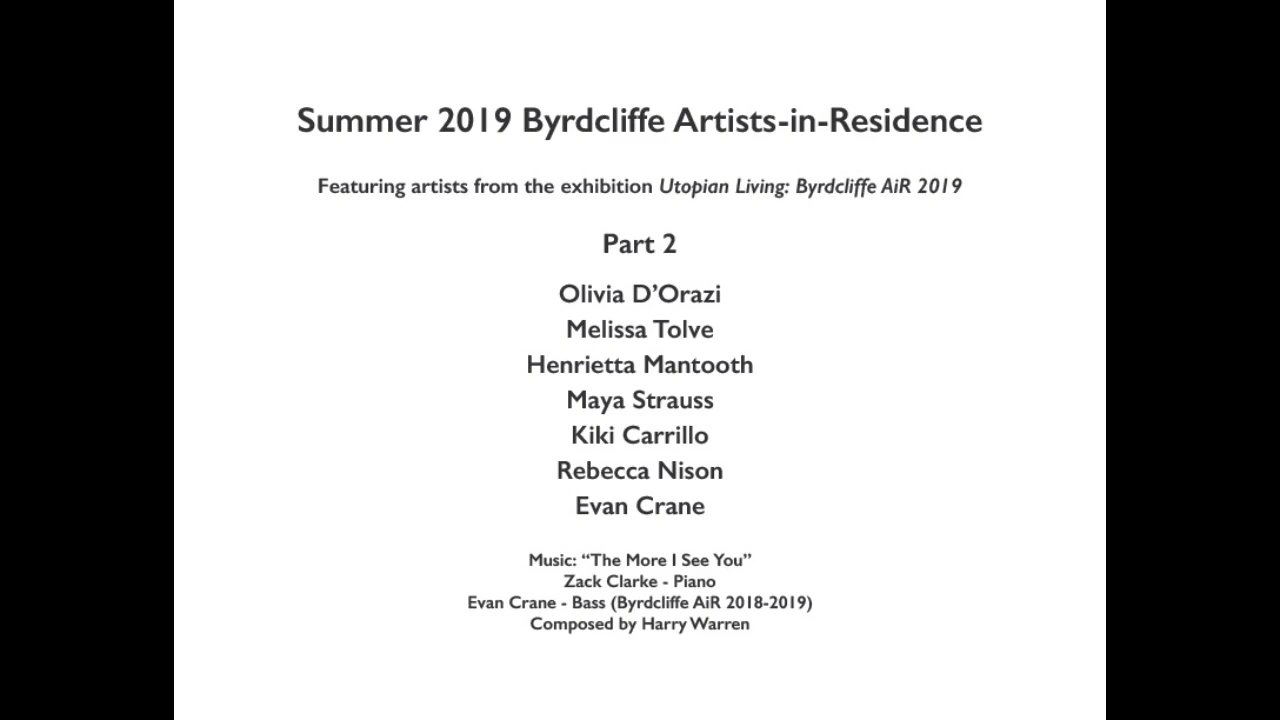 Summer 2019 Byrdcliffe Artists-in-Residence
Featuring artists from the exhibition Utopian Living: Byrdcliffe AiR 2019
Part 2
Olivia D’Orazi
Melissa Tolve
Henrietta Mantooth
Maya Strauss
Kiki Carrillo
Rebecca Nison
Evan Crane
Music: “The More I See You”
Zack Clarke - Piano
Evan Crane - Bass (Byrdcliffe AiR 2018-2019)
Composed by Harry Warren